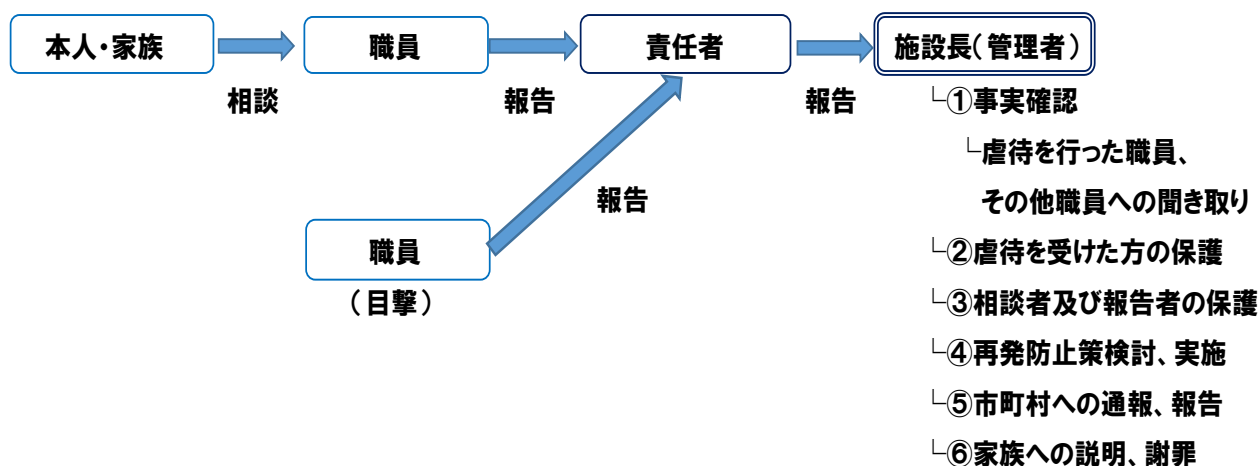 本人・家族
職員
責任者
施設長(管理者)
相談
報告
報告
└①事実確認
└虐待を行った職員、
その他職員への聞き取り
報告
職員
(目撃)
└②虐待を受けた方の保護
└③相談者及び報告者の保護
└④再発防止策検討、実施
└⑤市町村への通報、報告
└⑥家族への説明、謝罪